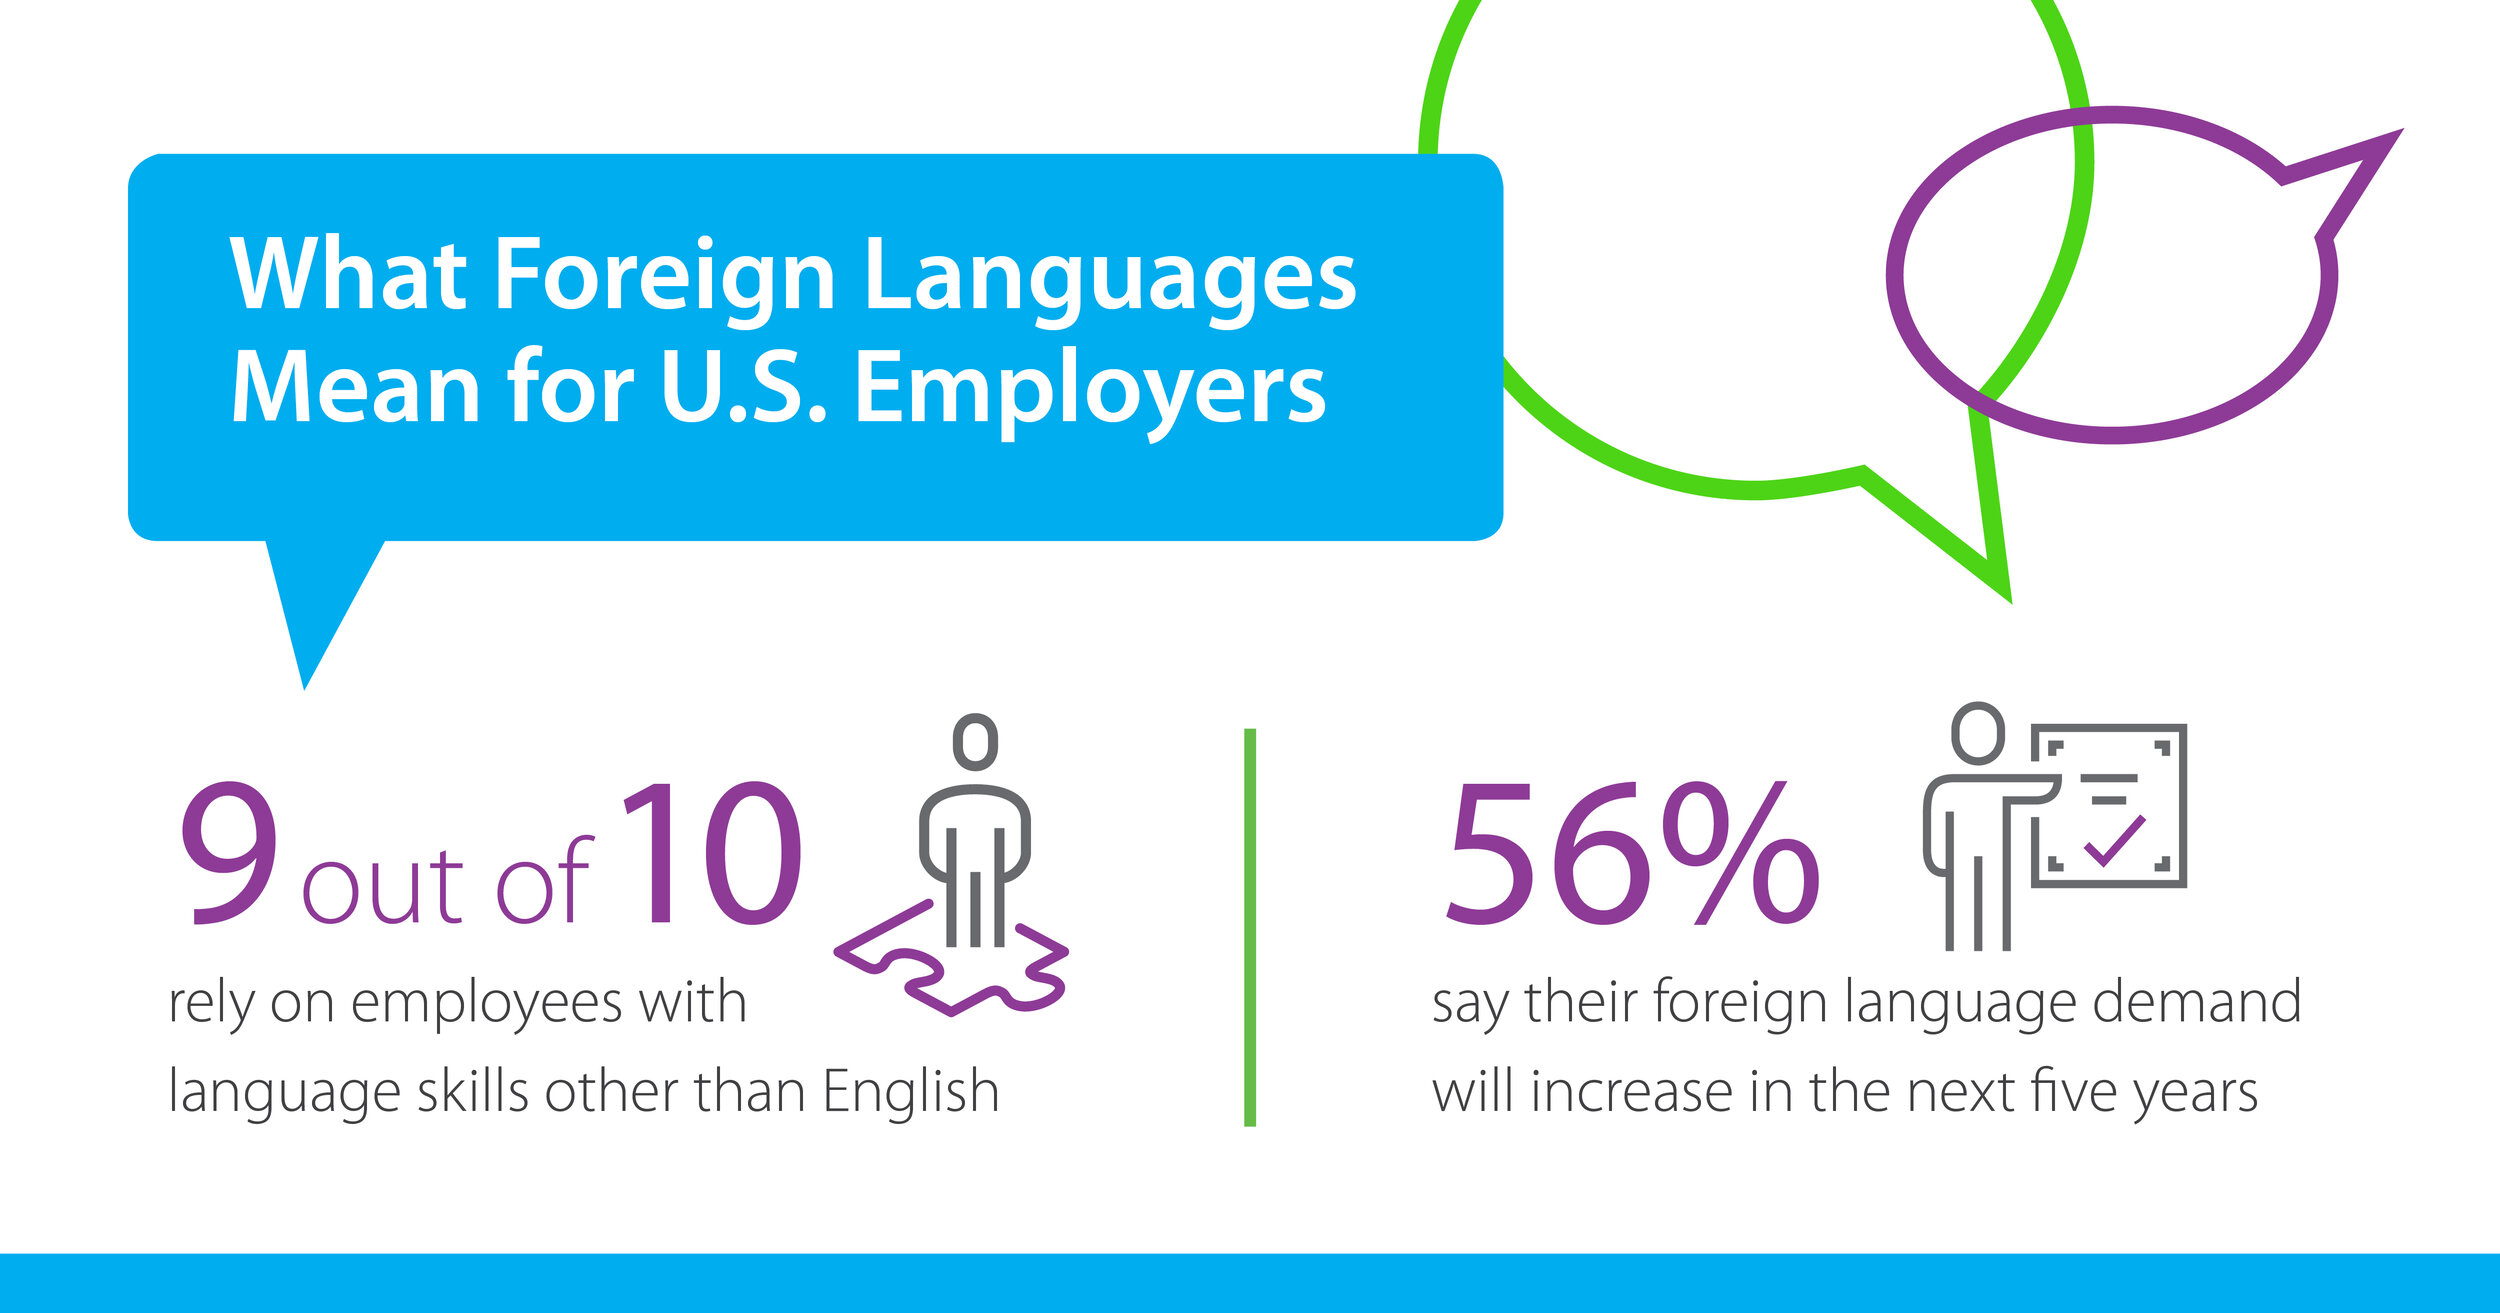 What Foreign Languages
Mean for U.S. Employers
9 out of 10
rely on employees with
language skills other than English
56%
say their foreign language demand
will increase in the next five years